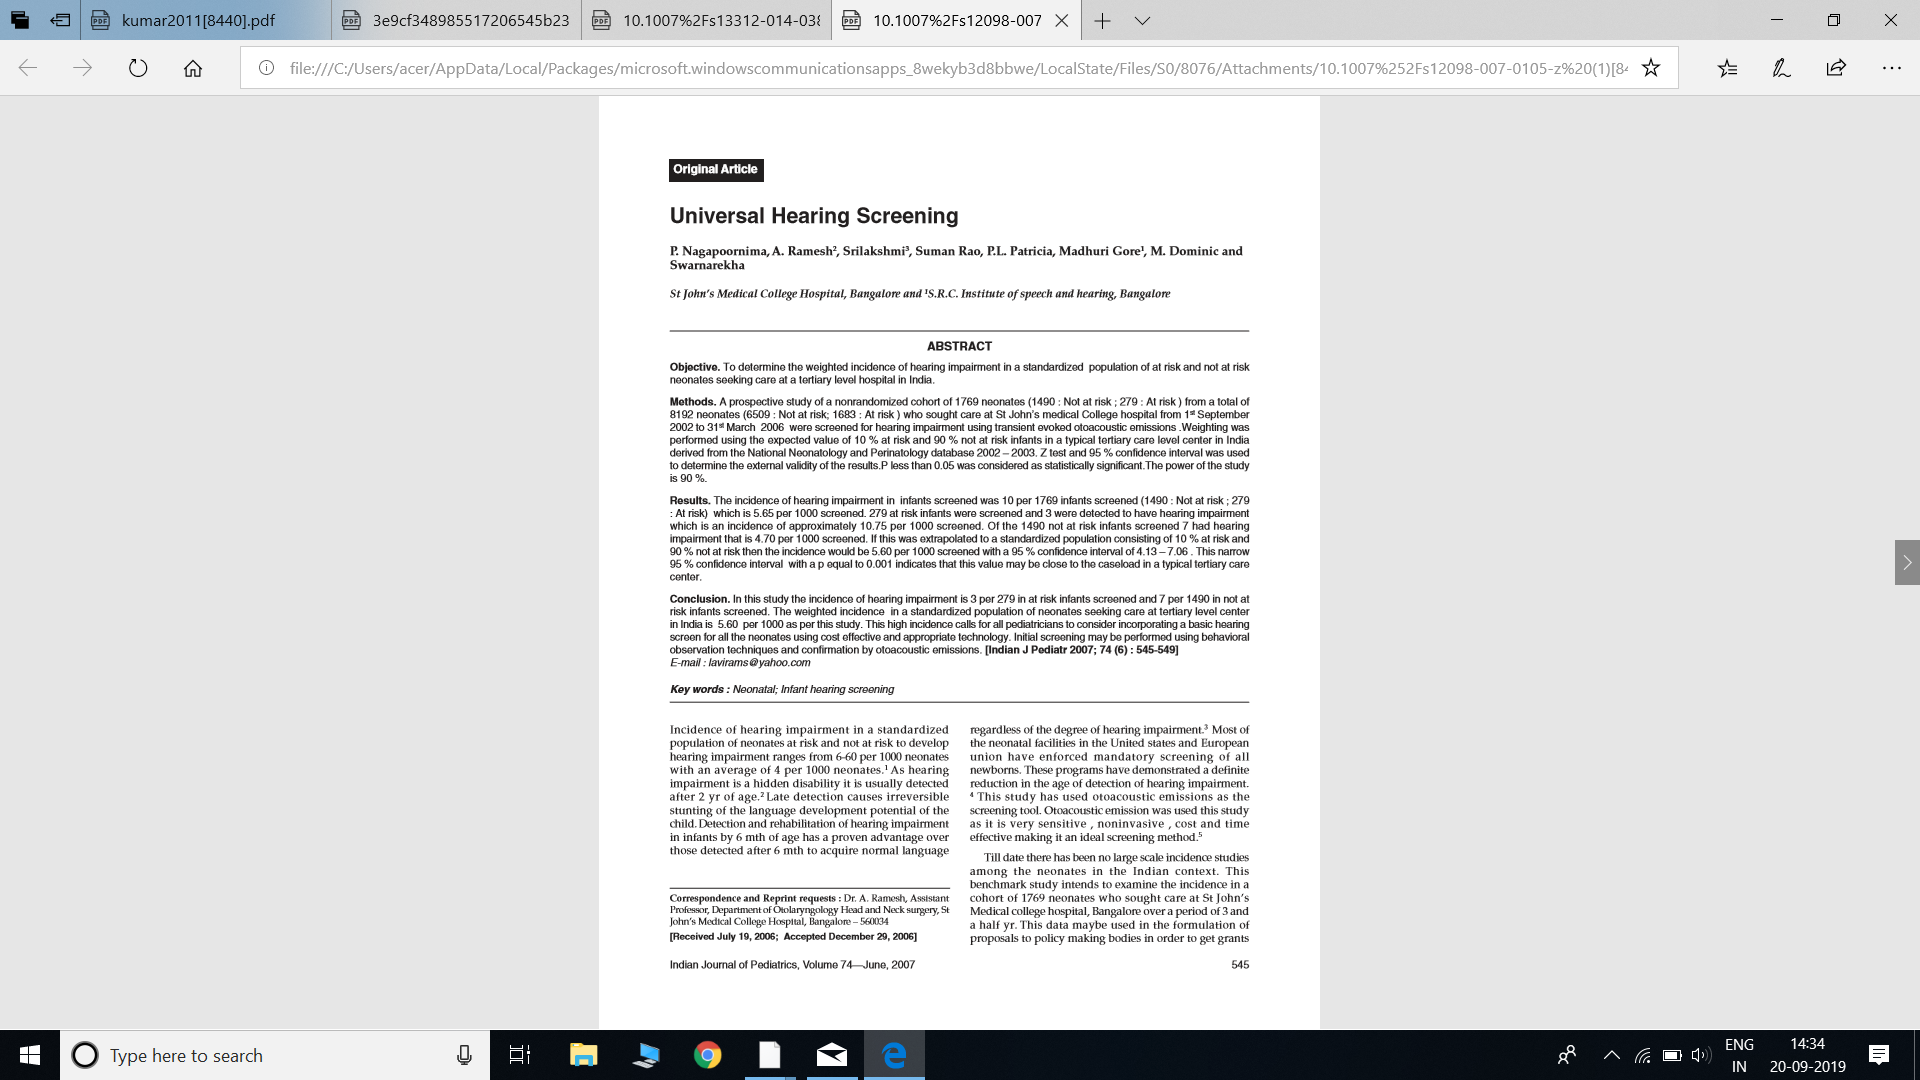 kumar2011[8440].pdf
3e9cf348985517206545b23
10.1007%2Fs13312-014-038
10.1007%2Fs12098-007
file:///C:/Users/acer/AppData/Local/Packages/microsoft.windowscommunicationsapps_8wekyb3d8bbwe/LocalState/Files/S0/8076/Attachments/10.1007%252Fs12098-007-0105-z%20(1)[84
Original Article
Universal Hearing Screening
P. Nagapoornima, A. Ramesh², Srilakshmi³, Suman Rao, P.L. Patricia, Madhuri Gore¹, M. Dominic and
Swarnarekha
St John's Medical College Hospital, Bangalore and ¹S.R.C. Institute of speech and hearing, Bangalore
ABSTRACT
Objective. To determine the weighted incidence of hearing impairment in a standardized population of at risk and not at risk
neonates seeking care at a tertiary level hospital in India.
Methods. A prospective study of a nonrandomized cohort of 1769 neonates (1490 : Not at risk ; 279 : At risk ) from a total of
8192 neonates (6509 : Not at risk; 1683 : At risk ) who sought care at St John's medical College hospital from 1st September
2002 to 31st March 2006 were screened for hearing impairment using transient evoked otoacoustic emissions .Weighting was
performed using the expected value of 10 % at risk and 90 % not at risk infants in a typical tertiary care level center in India
derived from the National Neonatology and Perinatology database 2002 – 2003. Z test and 95 % confidence interval was used
to determine the external validity of the results.P less than 0.05 was considered as statistically significant.The power of the study
is 90 %.
Results. The incidence of hearing impairment in infants screened was 10 per 1769 infants screened (1490 : Not at risk ; 279
: At risk) which is 5.65 per 1000 screened. 279 at risk infants were screened and 3 were detected to have hearing impairment
which is an incidence of approximately 10.75 per 1000 screened. Of the 1490 not at risk infants screened 7 had hearing
impairment that is 4.70 per 1000 screened. If this was extrapolated to a standardized population consisting of 10 % at risk and
90 % not at risk then the incidence would be 5.60 per 1000 screened with a 95 % confidence interval of 4.13 – 7.06 . This narrow
95 % confidence interval with a p equal to 0.001 indicates that this value may be close to the caseload in a typical tertiary care
center.
Conclusion. In this study the incidence of hearing impairment is 3 per 279 in at risk infants screened and 7 per 1490 in not at
risk infants screened. The weighted incidence in a standardized population of neonates seeking care at tertiary level center
in India is 5.60 per 1000 as per this study. This high incidence calls for all pediatricians to consider incorporating a basic hearing
screen for all the neonates using cost effective and appropriate technology. Initial screening may be performed using behavioral
observation techniques and confirmation by otoacoustic emissions. [Indian J Pediatr 2007; 74 (6) : 545-549]
E-mail : lavirams@yahoo.com
Key words : Neonatal; Infant hearing screening
Incidence of hearing impairment in a standardized
population of neonates at risk and not at risk to develop
hearing impairment ranges from 6-60 per 1000 neonates
with an average of 4 per 1000 neonates.¹ As hearing
impairment is a hidden disability it is usually detected
after 2 yr of age.² Late detection causes irreversible
stunting of the language development potential of the
child. Detection and rehabilitation of hearing impairment
in infants by 6 mth of age has a proven advantage over
those detected after 6 mth to acquire normal language
Correspondence and Reprint requests : Dr. A. Ramesh, Assistant
Professor, Department of Otolaryngology Head and Neck surgery, St
John's Medical College Hospital, Bangalore – 560034
[Received July 19, 2006; Accepted December 29, 2006]
regardless of the degree of hearing impairment.³ Most of
the neonatal facilities in the United states and European
union have enforced mandatory screening of all
newborns. These programs have demonstrated a definite
reduction in the age of detection of hearing impairment.
⁴ This study has used otoacoustic emissions as the
screening tool. Otoacoustic emission was used this study
as it is very sensitive , noninvasive , cost and time
effective making it an ideal screening method.⁵
Till date there has been no large scale incidence studies
among the neonates in the Indian context. This
benchmark study intends to examine the incidence in a
cohort of 1769 neonates who sought care at St John's
Medical college hospital, Bangalore over a period of 3 and
a half yr. This data maybe used in the formulation of
proposals to policy making bodies in order to get grants
Indian Journal of Pediatrics, Volume 74—June, 2007
545
Type here to search
ENG
IN
14:34
20-09-2019